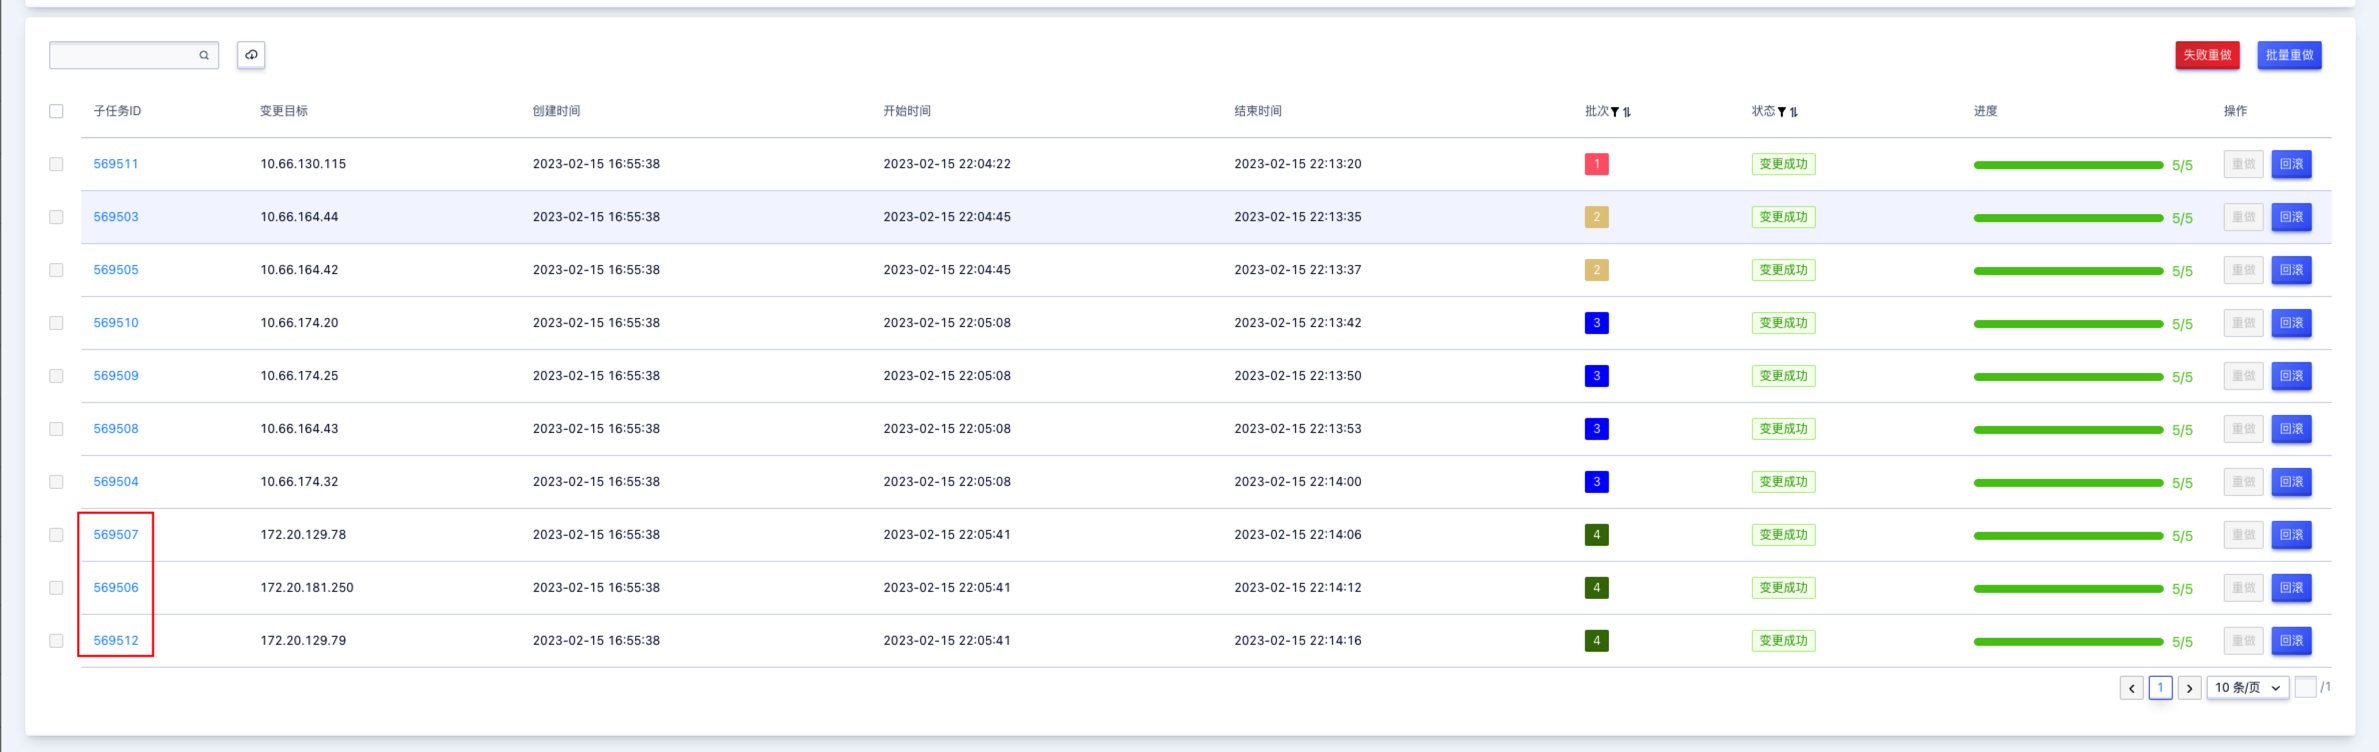 失败重做 批量重做
子任务ID 变更目标 创建时间 开始时间 结束时间 批次 状态 进度 操作
569511 10.66.130.115 2023-02-15 16:55:38 2023-02-15 22:04:22 2023-02-15 22:13:20 1 变更成功 5/5 重做 回滚
569503 10.66.164.44 2023-02-15 16:55:38 2023-02-15 22:04:45 2023-02-15 22:13:35 2 变更成功 5/5 重做 回滚
569505 10.66.164.42 2023-02-15 16:55:38 2023-02-15 22:04:45 2023-02-15 22:13:37 2 变更成功 5/5 重做 回滚
569510 10.66.174.20 2023-02-15 16:55:38 2023-02-15 22:05:08 2023-02-15 22:13:42 3 变更成功 5/5 重做 回滚
569509 10.66.174.25 2023-02-15 16:55:38 2023-02-15 22:05:08 2023-02-15 22:13:50 3 变更成功 5/5 重做 回滚
569508 10.66.164.43 2023-02-15 16:55:38 2023-02-15 22:05:08 2023-02-15 22:13:53 3 变更成功 5/5 重做 回滚
569504 10.66.174.32 2023-02-15 16:55:38 2023-02-15 22:05:08 2023-02-15 22:14:00 3 变更成功 5/5 重做 回滚
569507 172.20.129.78 2023-02-15 16:55:38 2023-02-15 22:05:41 2023-02-15 22:14:06 4 变更成功 5/5 重做 回滚
569506 172.20.181.250 2023-02-15 16:55:38 2023-02-15 22:05:41 2023-02-15 22:14:12 4 变更成功 5/5 重做 回滚
569512 172.20.129.79 2023-02-15 16:55:38 2023-02-15 22:05:41 2023-02-15 22:14:16 4 变更成功 5/5 重做 回滚
1 10 条/页 /1